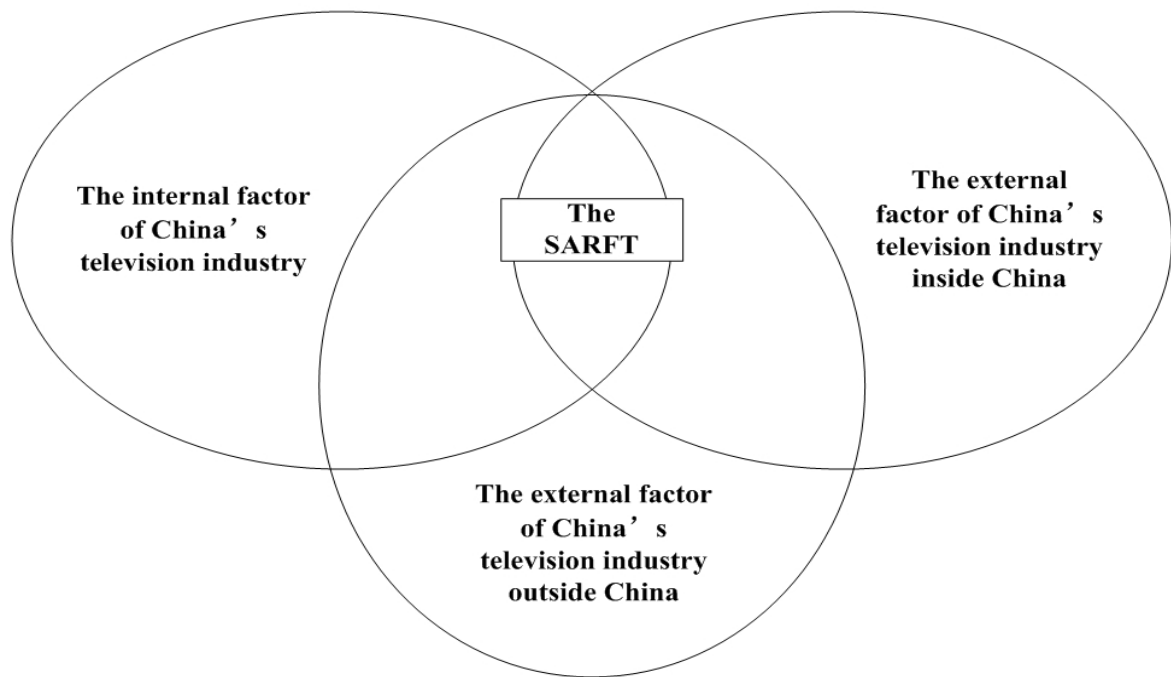 The internal factor
of China’s
television industry
The
SARFT
The external
factor of China’s
television industry
inside China
The external factor
of China’s
television industry
outside China